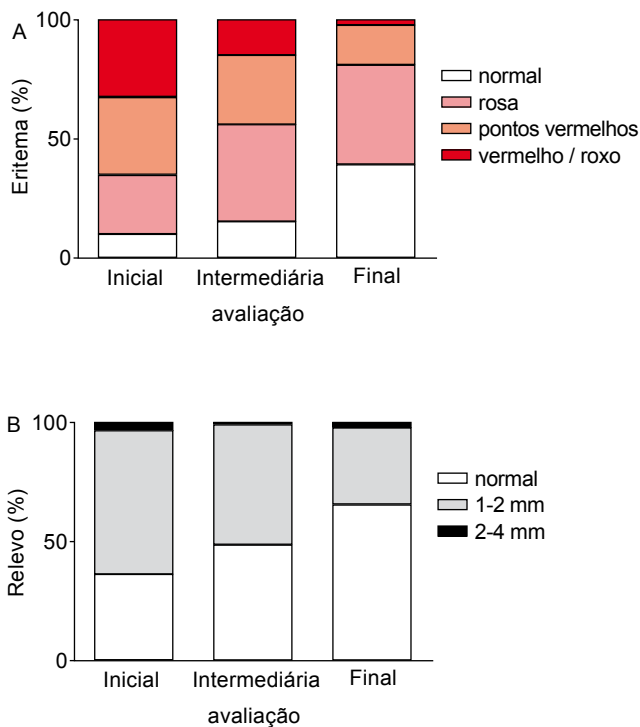 A
100
50
0
Eritema (%)
normal
rosa
pontos vermelhos
vermelho / roxo
Inicial Intermediária Final
avaliação
B
100
50
0
Relevo (%)
normal
1-2 mm
2-4 mm
Inicial Intermediária Final
avaliação